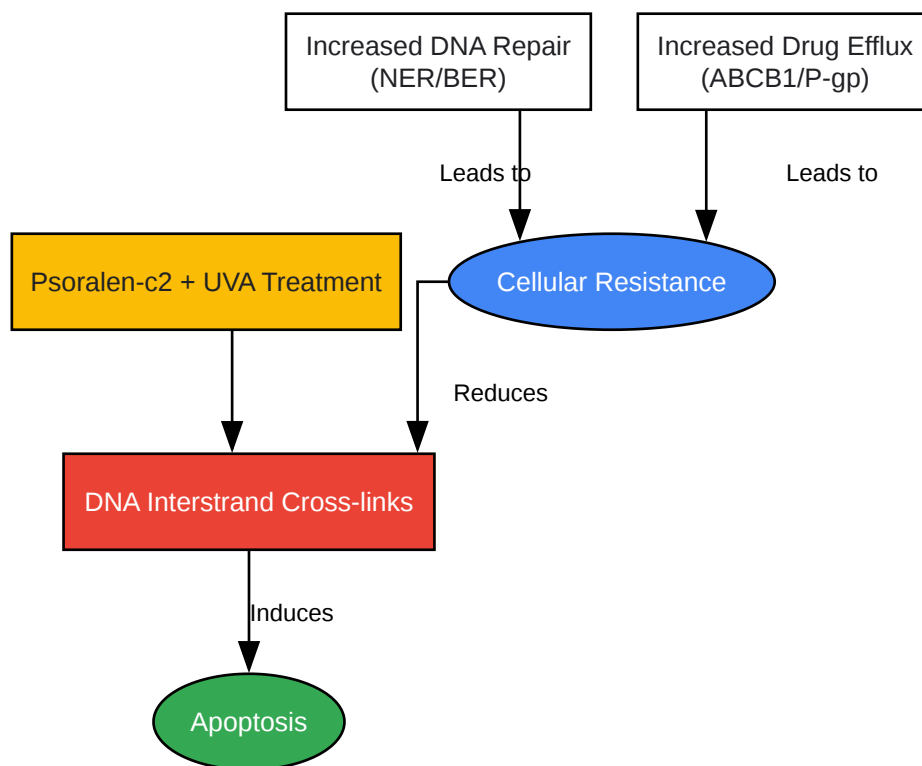 Increased DNA Repair
(NER/BER)
Increased Drug Efflux
(ABCB1/P-gp)
Leads to
Leads to
Psoralen-c2 + UVA Treatment
Cellular Resistance
Reduces
DNA Interstrand Cross-links
Induces
Apoptosis